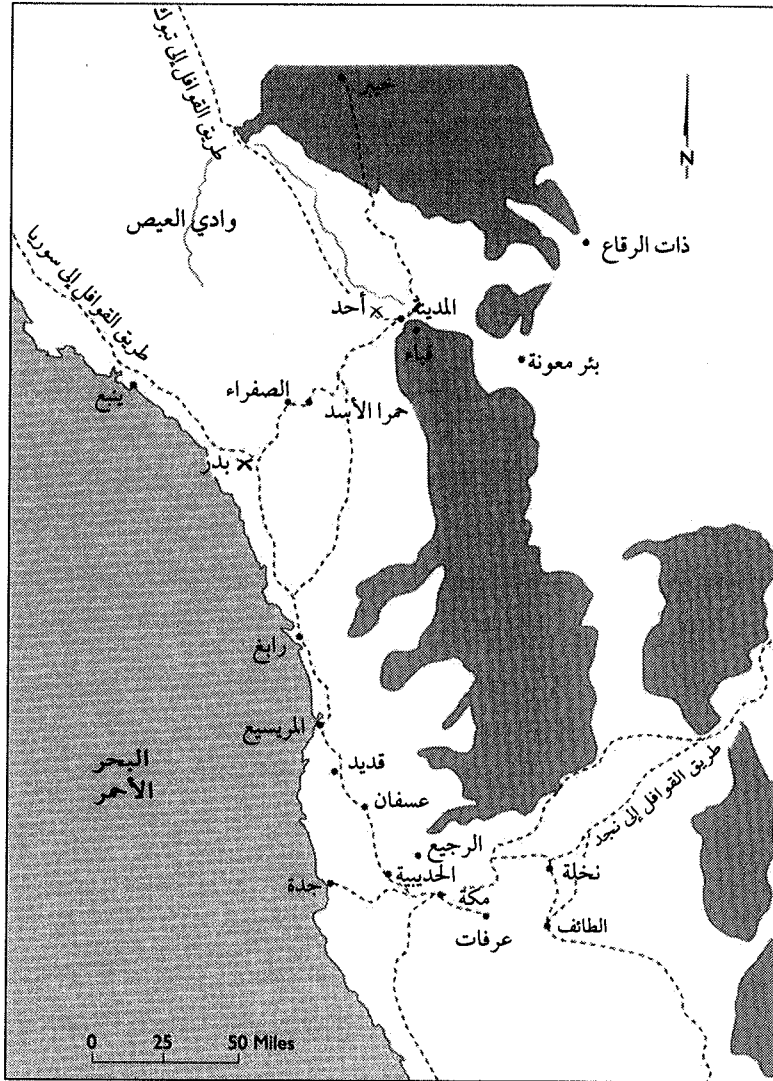 طريق القوافل إلى تبوك
خيبر
N
وادي العيص
ذات الرقاع
طريق القوافل إلى سوريا
المدينة
أحد
قباء
بئر معونة
ينبع
الصفراء
حمرا الأسد
بدر
رابغ
المريسيع
البحر
الأحمر
قديد
عسفان
طريق القوافل إلى نجد
الرجيع
الحديبية
نخلة
جدة
مكة
عرفات
الطائف
0 25 50 Miles